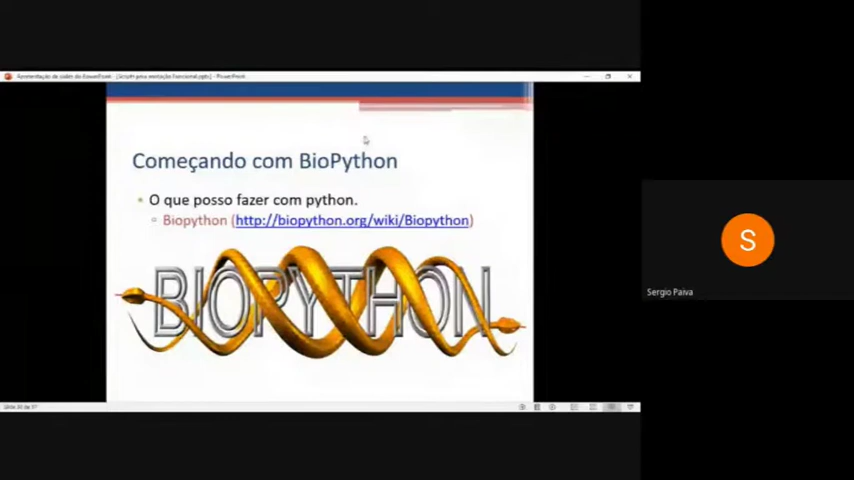 Começando com BioPython
O que posso fazer com python.
Biopython (http://biopython.org/wiki/Biopython)
BIOPYTHON
S
Sergio Paiva